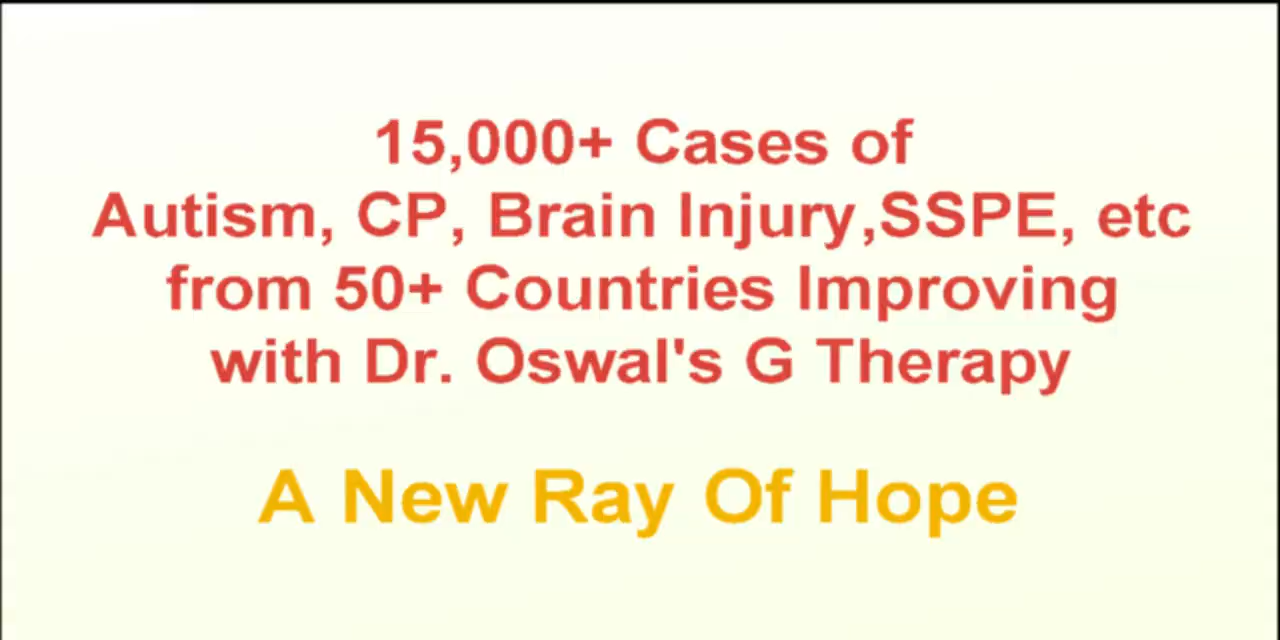 15,000+ Cases of
Autism, CP, Brain Injury,SSPE, etc
from 50+ Countries Improving
with Dr. Oswal's G Therapy
A New Ray Of Hope